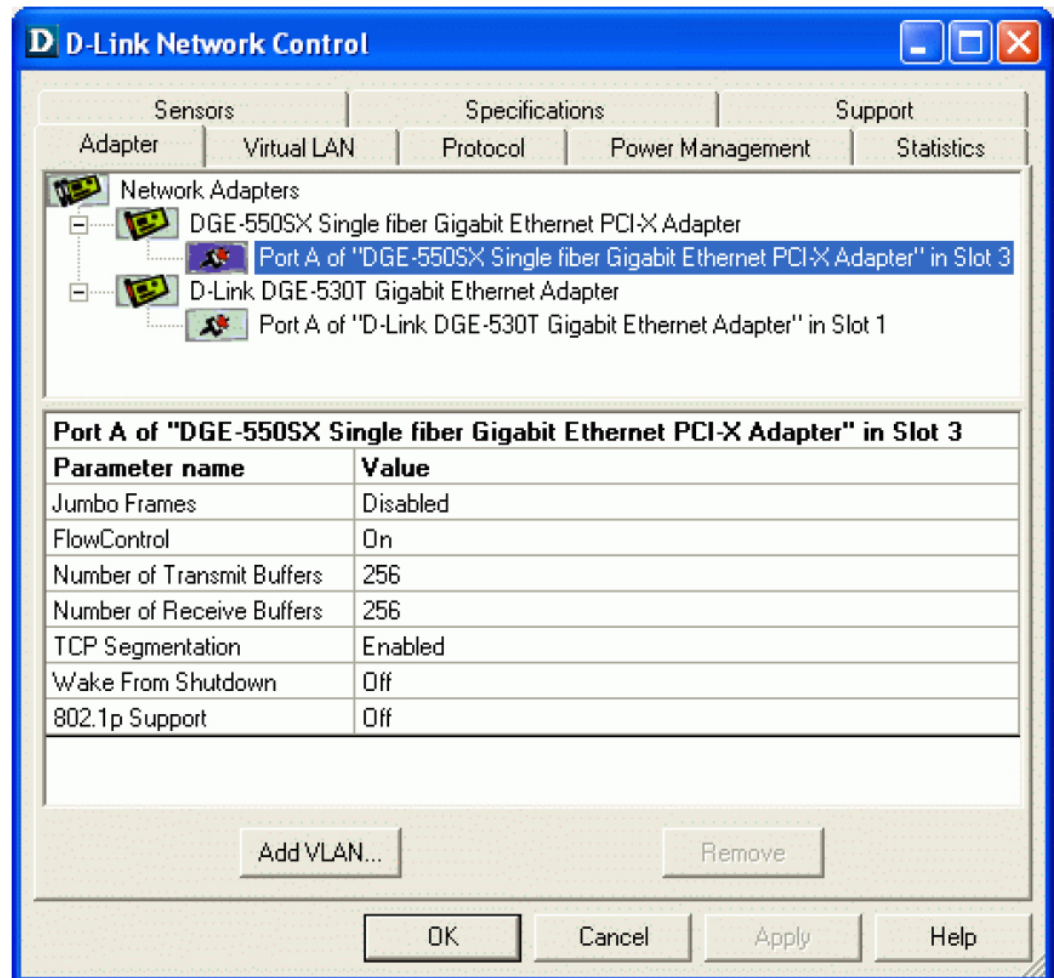 D D-Link Network Control
Sensors Specifications Support
Adapter Virtual LAN Protocol Power Management Statistics
Network Adapters
DGE-550SX Single fiber Gigabit Ethernet PCI-X Adapter
Port A of "DGE-550SX Single fiber Gigabit Ethernet PCI-X Adapter" in Slot 3
D-Link DGE-530T Gigabit Ethernet Adapter
Port A of "D-Link DGE-530T Gigabit Ethernet Adapter" in Slot 1
Port A of "DGE-550SX Single fiber Gigabit Ethernet PCI-X Adapter" in Slot 3
Parameter name Value
Jumbo Frames Disabled
FlowControl On
Number of Transmit Buffers 256
Number of Receive Buffers 256
TCP Segmentation Enabled
Wake From Shutdown Off
802.1p Support Off
Add VLAN... Remove
OK Cancel Apply Help